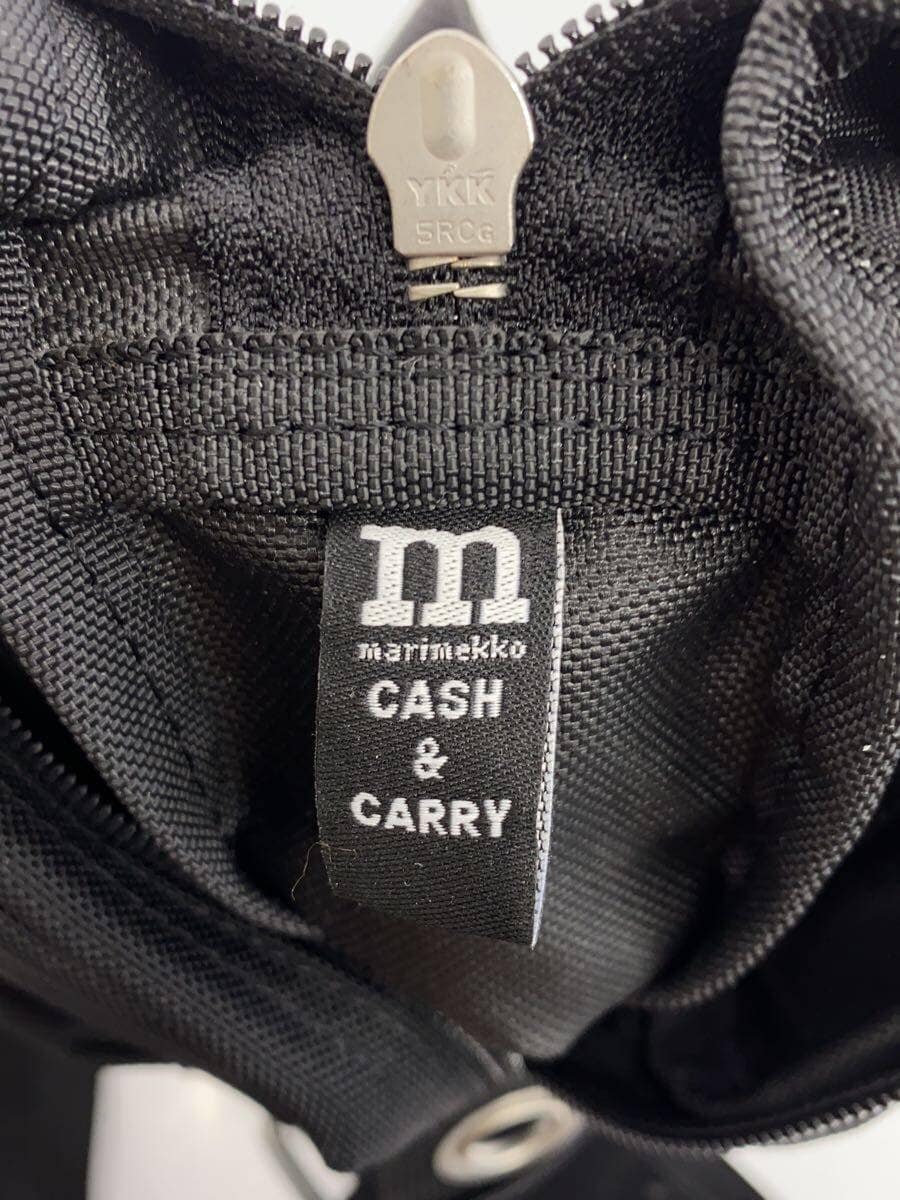 YKK
5RCG
m
marimekko
CASH
&
CARRY